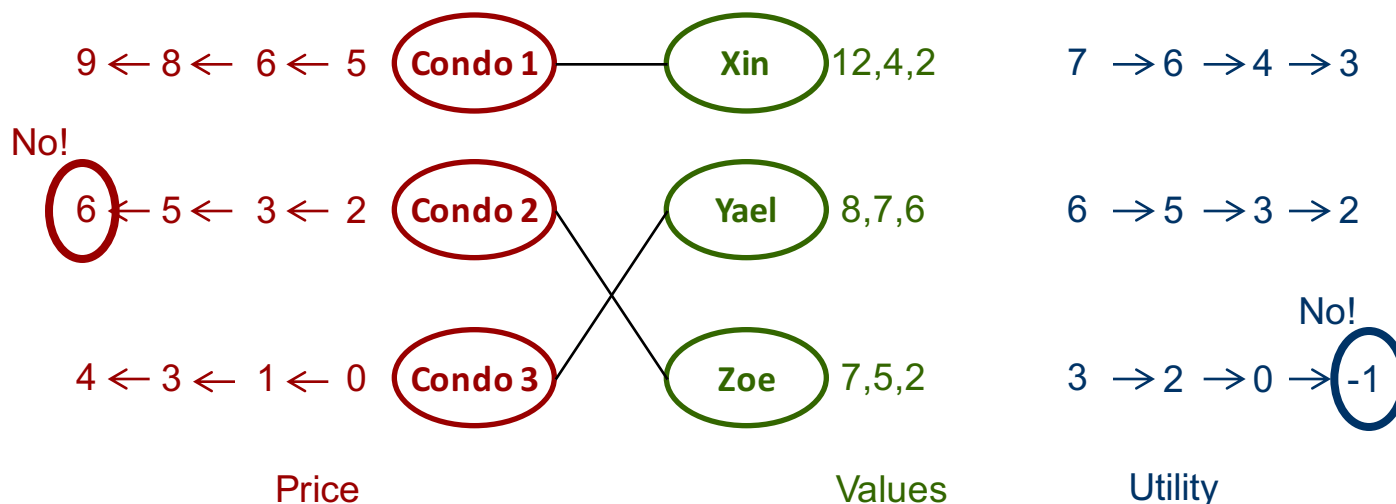 9 ← 8 ← 6 ← 5 Condo 1 Xin 12,4,2 7 → 6 → 4 → 3
No!
6 ← 5 ← 3 ← 2 Condo 2 Yael 8,7,6 6 → 5 → 3 → 2
No!
4 ← 3 ← 1 ← 0 Condo 3 Zoe 7,5,2 3 → 2 → 0 → -1
Price Values Utility